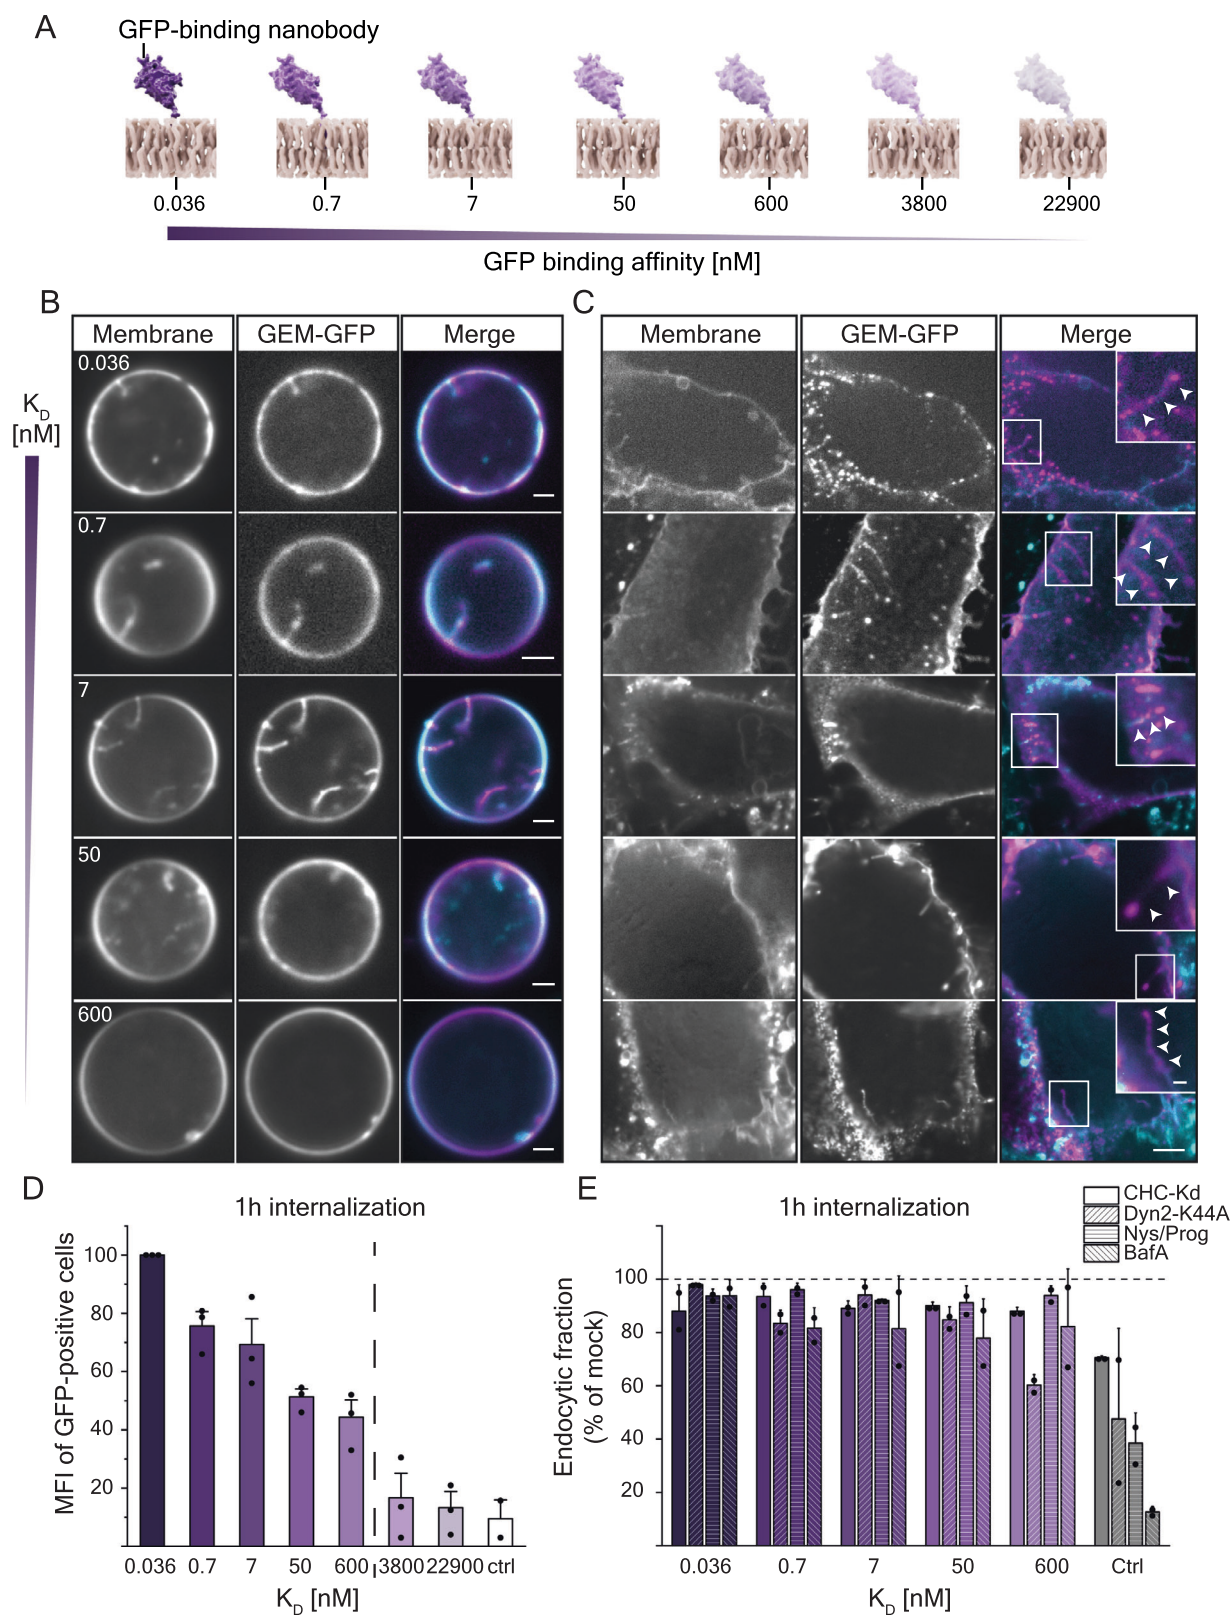 A
GFP-binding nanobody
0.036 0.7 7 50 600 3800 22900
GFP binding affinity [nM]
B
C
Membrane GEM-GFP Merge
Membrane GEM-GFP Merge
K_D
[nM]
0.036
0.7
7
50
600
D
1h internalization
MFI of GFP-positive cells
100
80
60
40
20
0.036 0.7 7 50 600 3800 22900 ctrl
K_D [nM]
E
1h internalization
CHC-Kd
Dyn2-K44A
Nys/Prog
BafA
Endocytic fraction
(% of mock)
100
80
60
40
20
0.036 0.7 7 50 600 Ctrl
K_D [nM]